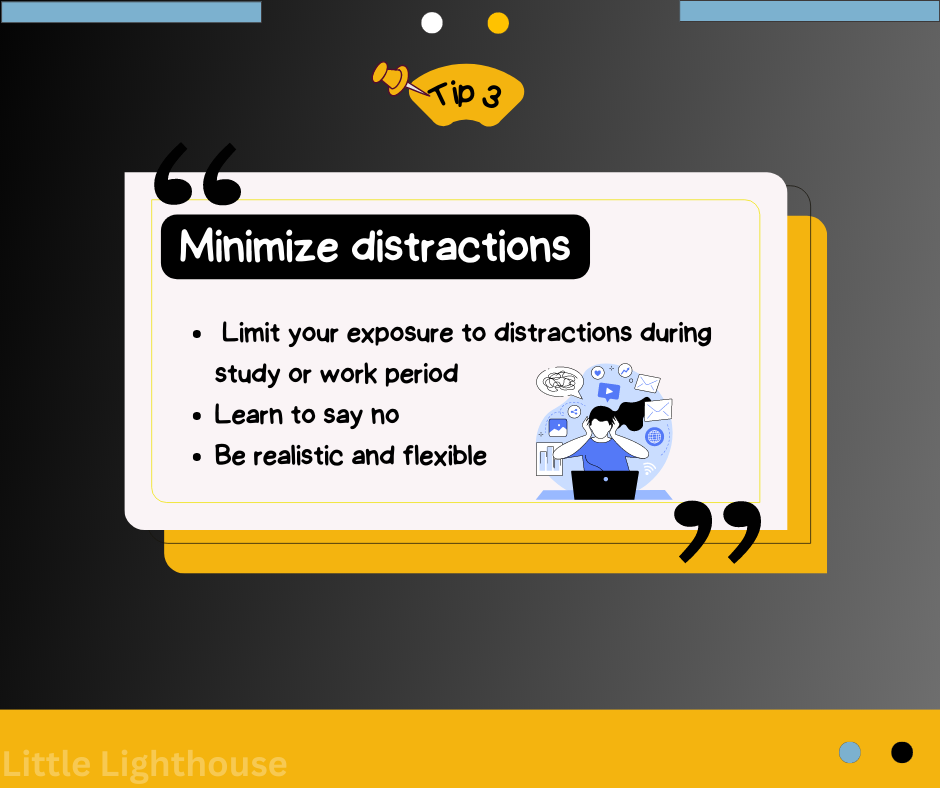 Tip 3
“
Minimize distractions
• Limit your exposure to distractions during
study or work period
• Learn to say no
• Be realistic and flexible
”
Little Lighthouse